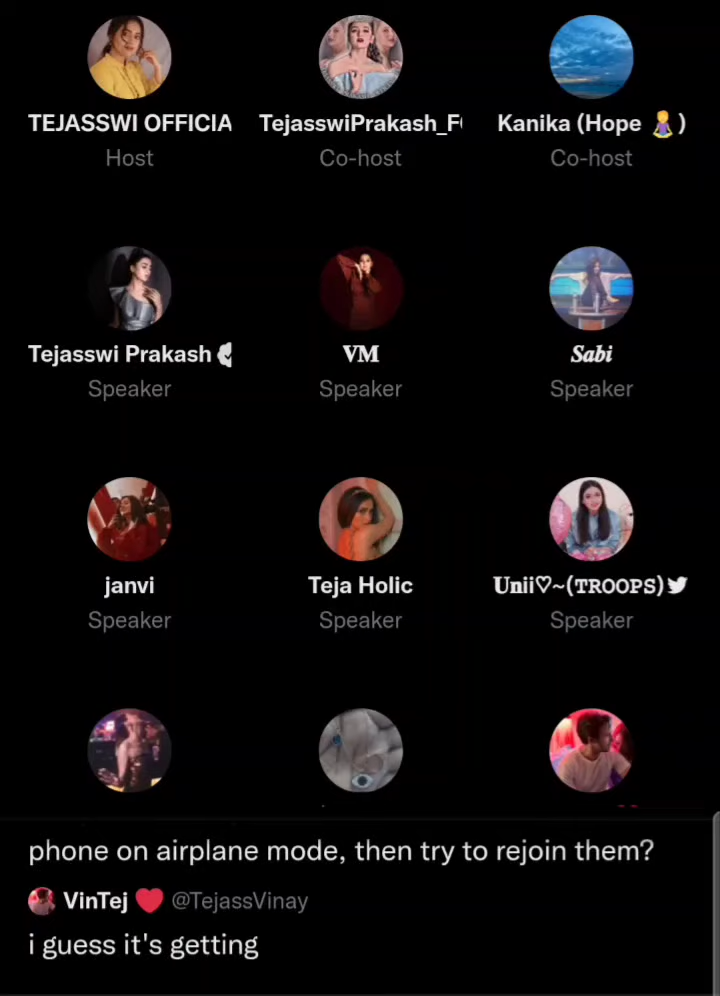 TEJASSWI OFFICIA TejasswiPrakash_F Kanika (Hope 🧘‍♀️)
Host Co-host Co-host
Tejasswi Prakash VM Sabi
Speaker Speaker Speaker
janvi Teja Holic Unii♡~(TROOPS)
Speaker Speaker Speaker
phone on airplane mode, then try to rejoin them?
VinTej ❤️ @TejassVinay
i guess it's getting